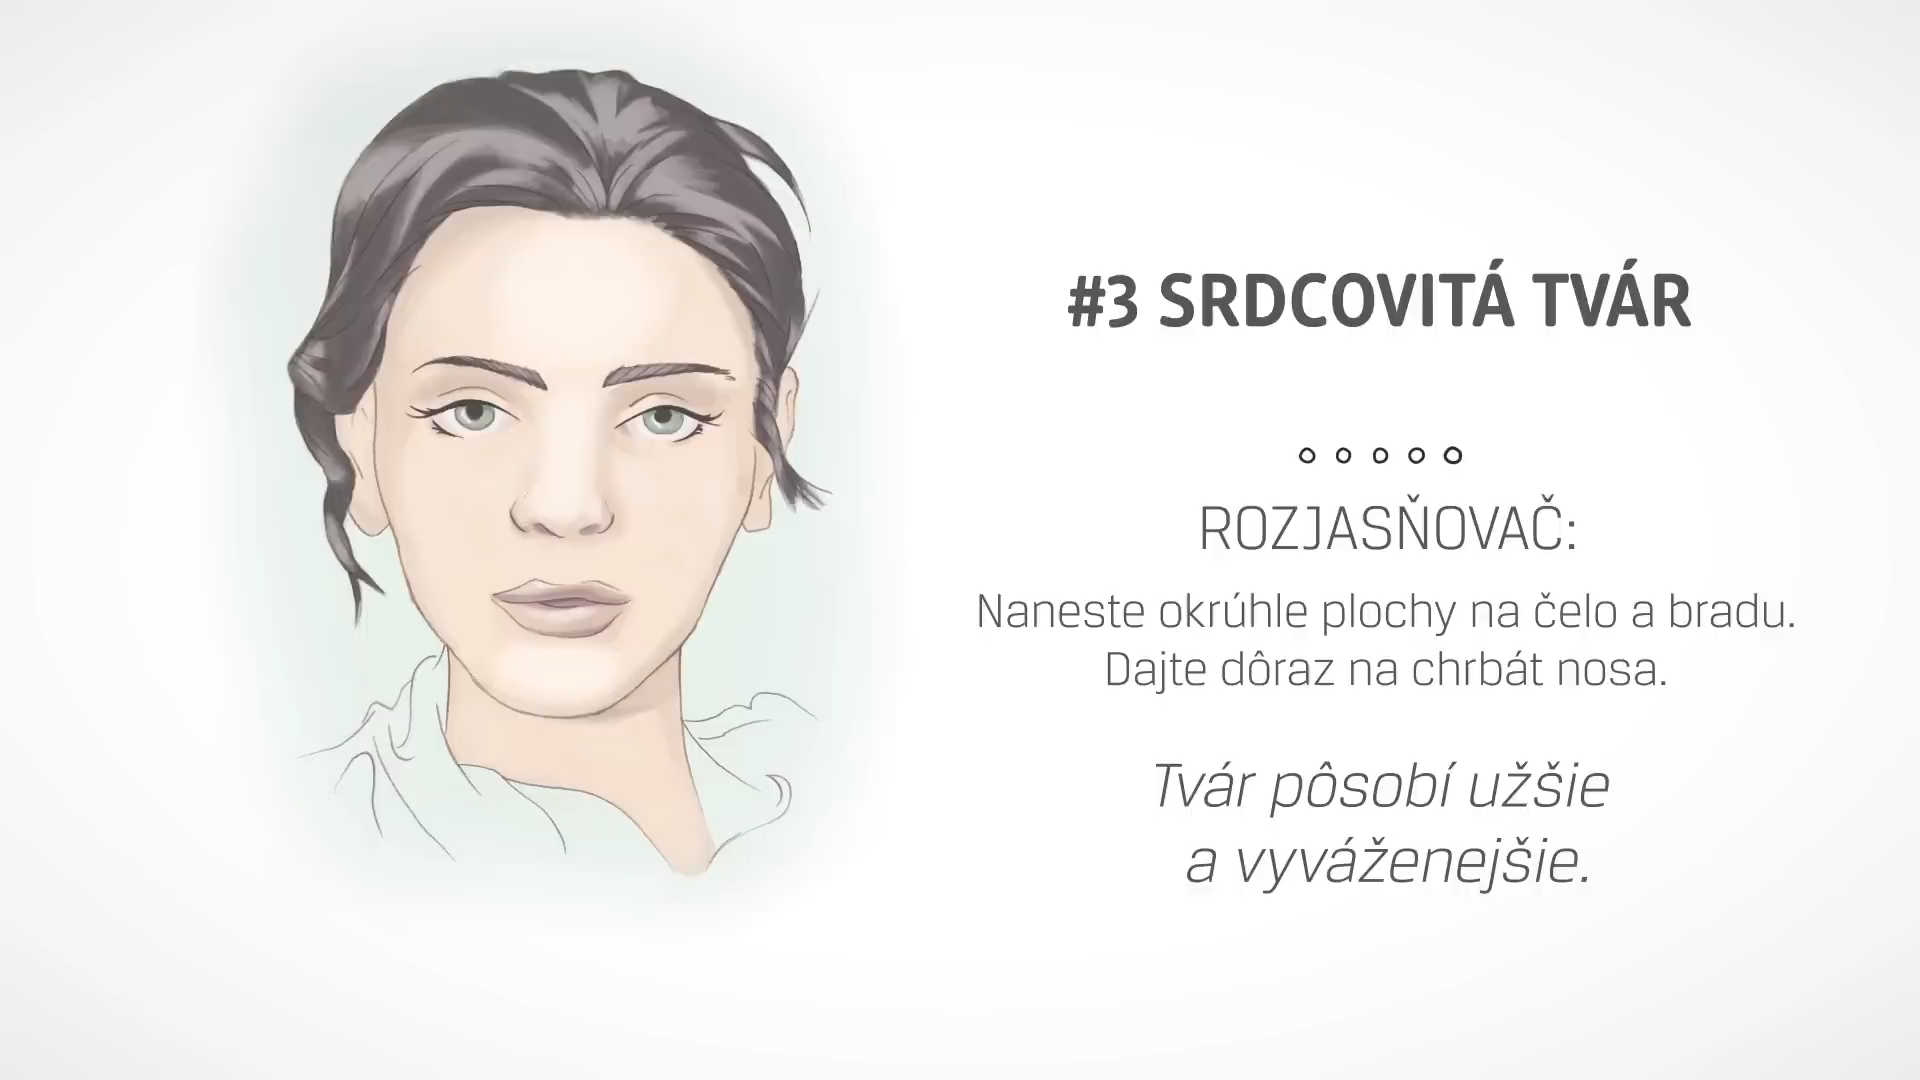 #3 SRDCOVITÁ TVÁR
ROZJASŇOVAČ:
Naneste okrúhle plochy na čelo a bradu.
Dajte dôraz na chrbát nosa.
Tvár pôsobí užšie
a vyváženejšie.